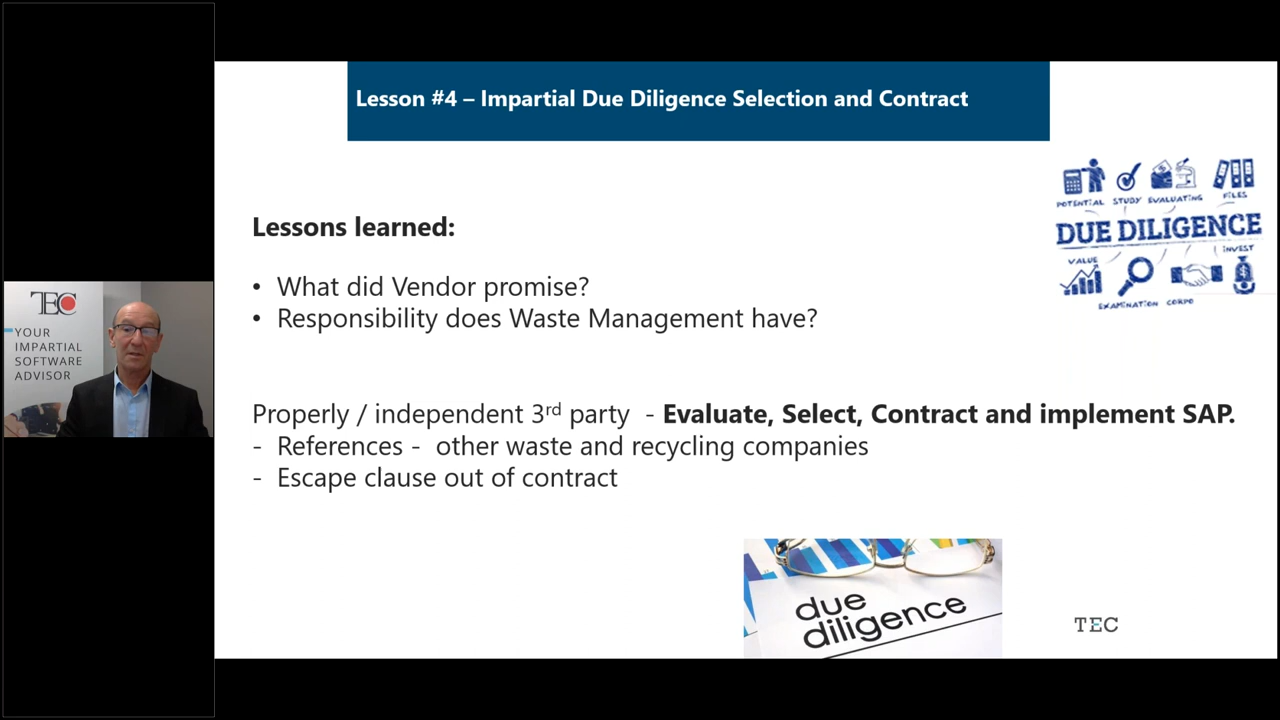 Lesson #4 – Impartial Due Diligence Selection and Contract
POTENTIAL STUDY EVALUATING FILES
DUE DILIGENCE
VALUE INVEST
EXAMINATION CORPO
Lessons learned:
• What did Vendor promise?
• Responsibility does Waste Management have?
TEC
YOUR
IMPARTIAL
SOFTWARE
ADVISOR
Properly / independent 3rd party - Evaluate, Select, Contract and implement SAP.
- References - other waste and recycling companies
- Escape clause out of contract
due
diligence
TEC